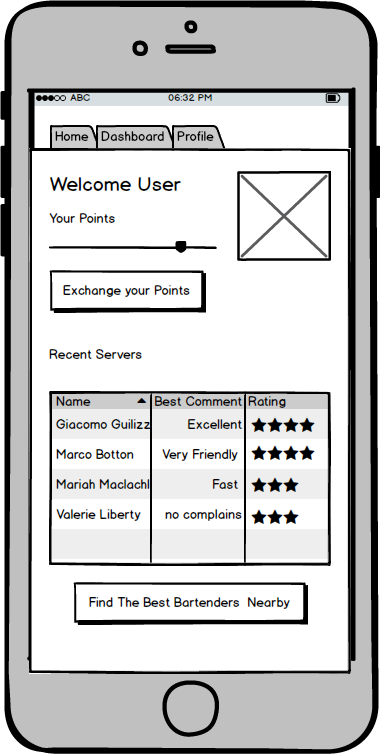 ABC 06:32 PM
Home Dashboard Profile
Welcome User
Your Points
Exchange your Points
Recent Servers
Name Best Comment Rating
Giacomo Guilizz Excellent
Marco Botton Very Friendly
Mariah Maclachl Fast
Valerie Liberty no complains
Find The Best Bartenders Nearby